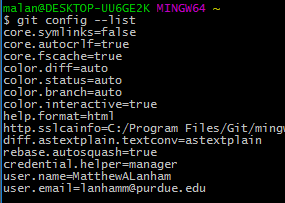 malan@DESKTOP-UU6GE2K MINGW64 ~
$ git config --list
core.symlinks=false
core.autocrlf=true
core.fscache=true
color.diff=auto
color.status=auto
color.branch=auto
color.interactive=true
help.format=html
http.sslcainfo=C:/Program Files/Git/ming
diff.astextplain.textconv=astextplain
rebase.autosquash=true
credential.helper=manager
user.name=MatthewALanham
user.email=lanhamm@purdue.edu